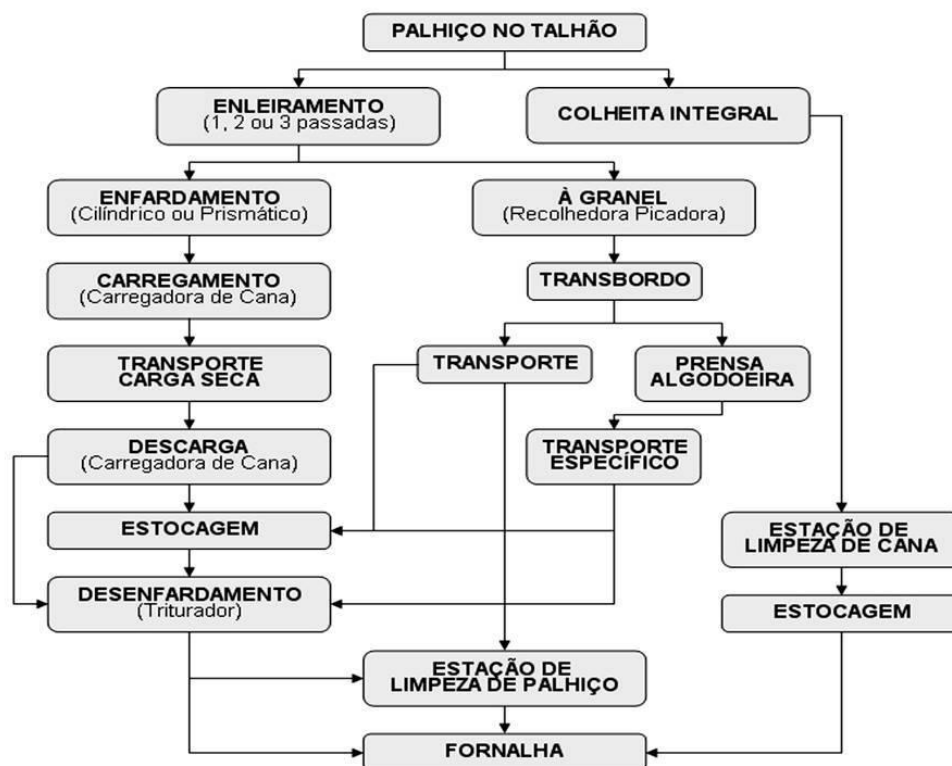 PALHIÇO NO TALHÃO
ENLEIRAMENTO
(1, 2 ou 3 passadas)
COLHEITA INTEGRAL
ENFARDAMENTO
(Cilíndrico ou Prismático)
À GRANEL
(Recolhedora Picadora)
CARREGAMENTO
(Carregadora de Cana)
TRANSBORDO
TRANSPORTE
CARGA SECA
TRANSPORTE
PRENSA
ALGODOEIRA
DESCARGA
(Carregadora de Cana)
TRANSPORTE
ESPECÍFICO
ESTOCAGEM
ESTAÇÃO DE
LIMPEZA DE CANA
DESENFARDAMENTO
(Triturador)
ESTOCAGEM
ESTAÇÃO DE
LIMPEZA DE PALHIÇO
FORNALHA